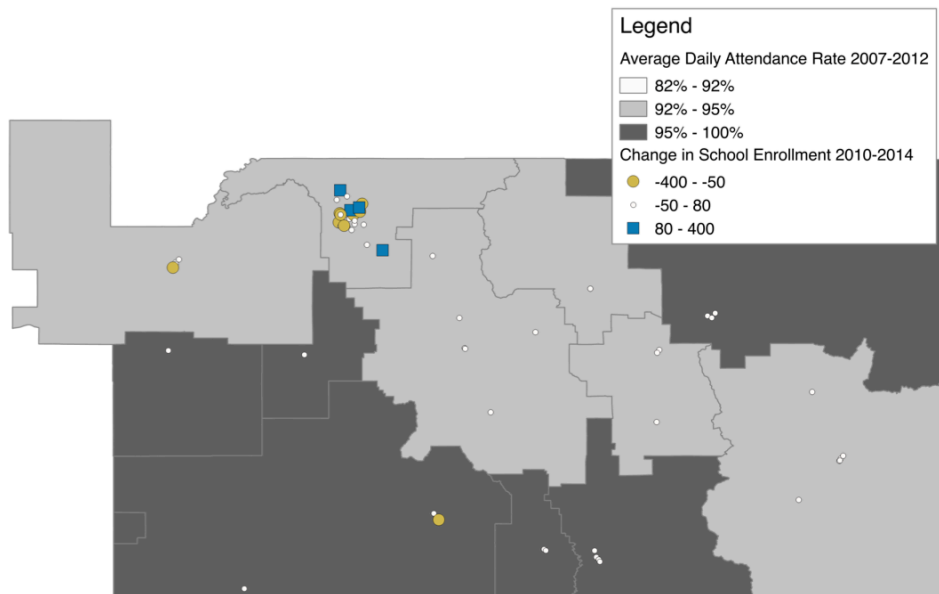 Legend
Average Daily Attendance Rate 2007-2012
82% - 92%
92% - 95%
95% - 100%
Change in School Enrollment 2010-2014
-400 - -50
-50 - 80
80 - 400